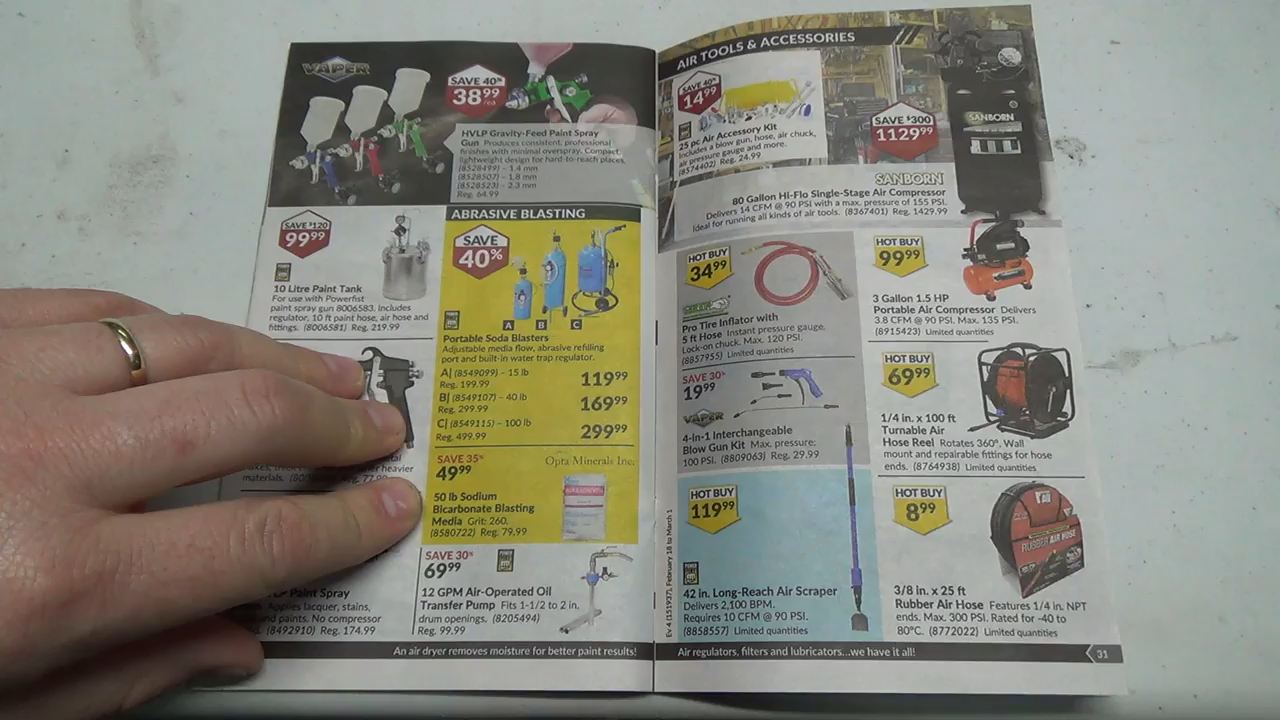 VAPER
SAVE 40%
38⁹⁹
/ea
HVLP Gravity-Feed Paint Spray
Gun Produces consistent, professional
finishes with minimal overspray. Compact,
lightweight design for hard-to-reach places.
(8528499) – 1.4 mm
(8528507) – 1.8 mm
(8528523) – 2.3 mm
Reg. 64.99
SAVE $120
99⁹⁹
10 Litre Paint Tank
For use with Powerfist
paint spray gun 8006583. Includes
regulator, 10 ft paint hose, air hose and
fittings. (8006581) Reg. 219.99
heavier
materials.
Reg. 77.99
Paint Spray
Applies lacquer, stains,
and paints. No compressor
(8492910) Reg. 174.99
ABRASIVE BLASTING
SAVE
40%
A B C
Portable Soda Blasters
Adjustable media flow, abrasive refilling
port and built-in water trap regulator.
A| (8549099) – 15 lb
Reg. 199.99 119⁹⁹
B| (8549107) – 40 lb
Reg. 299.99 169⁹⁹
C| (8549115) – 100 lb
Reg. 499.99 299⁹⁹
SAVE 35%
49⁹⁹
Opta Minerals Inc.
50 lb Sodium
Bicarbonate Blasting
Media Grit: 260.
(8580722) Reg. 79.99
SAVE 30%
69⁹⁹
12 GPM Air-Operated Oil
Transfer Pump Fits 1-1/2 to 2 in.
drum openings. (8205494)
Reg. 99.99
An air dryer removes moisture for better paint results!
AIR TOOLS & ACCESSORIES
SAVE 40%
14⁹⁹
25 pc Air Accessory Kit
Includes a blow gun, hose, air chuck,
air pressure gauge and more.
(8574402) Reg. 24.99
SAVE $300
1129⁹⁹
SANBORN
SANBORN
80 Gallon Hi-Flo Single-Stage Air Compressor
Delivers 14 CFM @ 90 PSI with a max. pressure of 155 PSI.
Ideal for running all kinds of air tools. (8367401) Reg. 1429.99
HOT BUY
34⁹⁹
Pro Tire Inflator with
5 ft Hose Instant pressure gauge.
Lock-on chuck. Max. 120 PSI.
(8857955) Limited quantities
SAVE 30%
19⁹⁹
VAPER
4-in-1 Interchangeable
Blow Gun Kit Max. pressure:
100 PSI. (8809063) Reg. 29.99
HOT BUY
119⁹⁹
42 in. Long-Reach Air Scraper
Delivers 2,100 BPM.
Requires 10 CFM @ 90 PSI.
(8858557) Limited quantities
HOT BUY
99⁹⁹
3 Gallon 1.5 HP
Portable Air Compressor Delivers
3.8 CFM @ 90 PSI. Max. 135 PSI.
(8915423) Limited quantities
HOT BUY
69⁹⁹
1/4 in. x 100 ft
Turnable Air
Hose Reel Rotates 360°. Wall
mount and repairable fittings for hose
ends. (8764938) Limited quantities
HOT BUY
8⁹⁹
RUBBER AIR HOSE
3/8 in. x 25 ft
Rubber Air Hose Features 1/4 in. NPT
ends. Max. 300 PSI. Rated for -40 to
80°C. (8772022) Limited quantities
Ev 4 (151937), February 18 to March 1
Air regulators, filters and lubricators...we have it all!
31